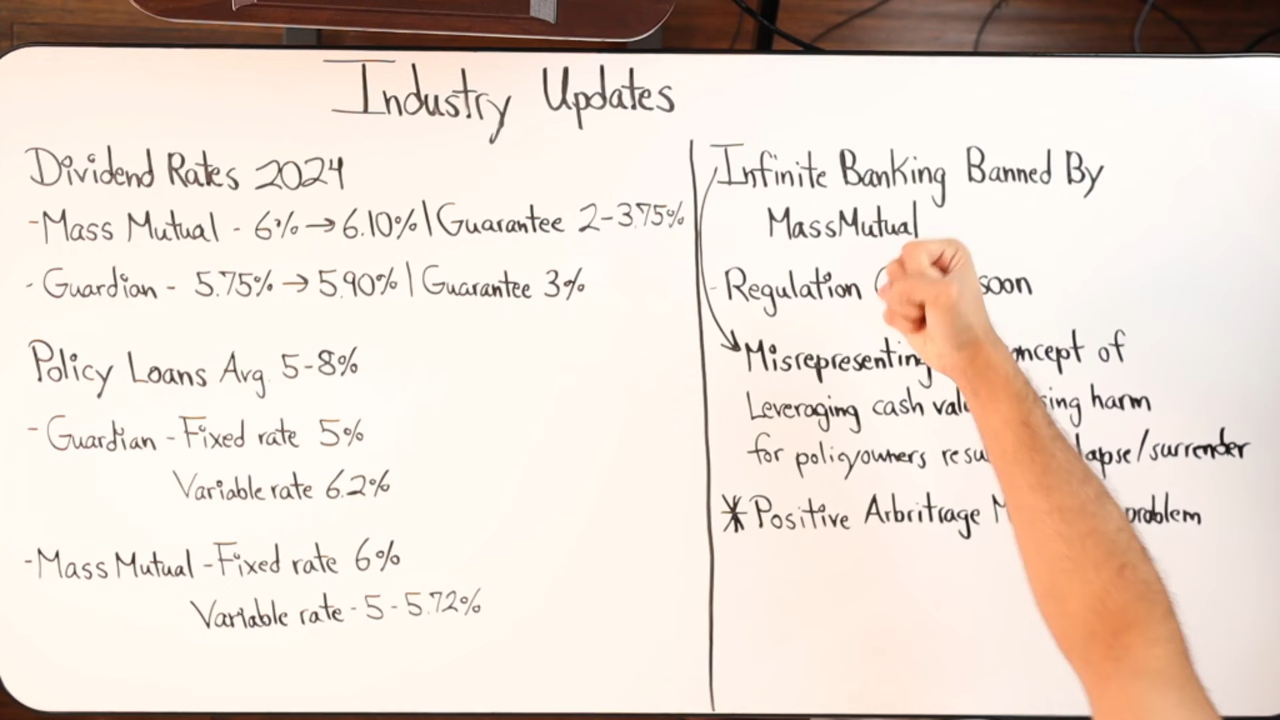 Industry Updates
Dividend Rates 2024
-Mass Mutual - 6% → 6.10% | Guarantee 2-3.75%
- Guardian - 5.75% → 5.90% | Guarantee 3%
Policy Loans Avg. 5-8%
- Guardian - Fixed rate 5%
Variable rate 6.2%
-Mass Mutual - Fixed rate 6%
Variable rate - 5 - 5.72%
Infinite Banking Banned By
MassMutual
- Regulation soon
Misrepresenting of
Leveraging cash harm
for policyowners lapse/surrender
* Positive Arbritrage problem